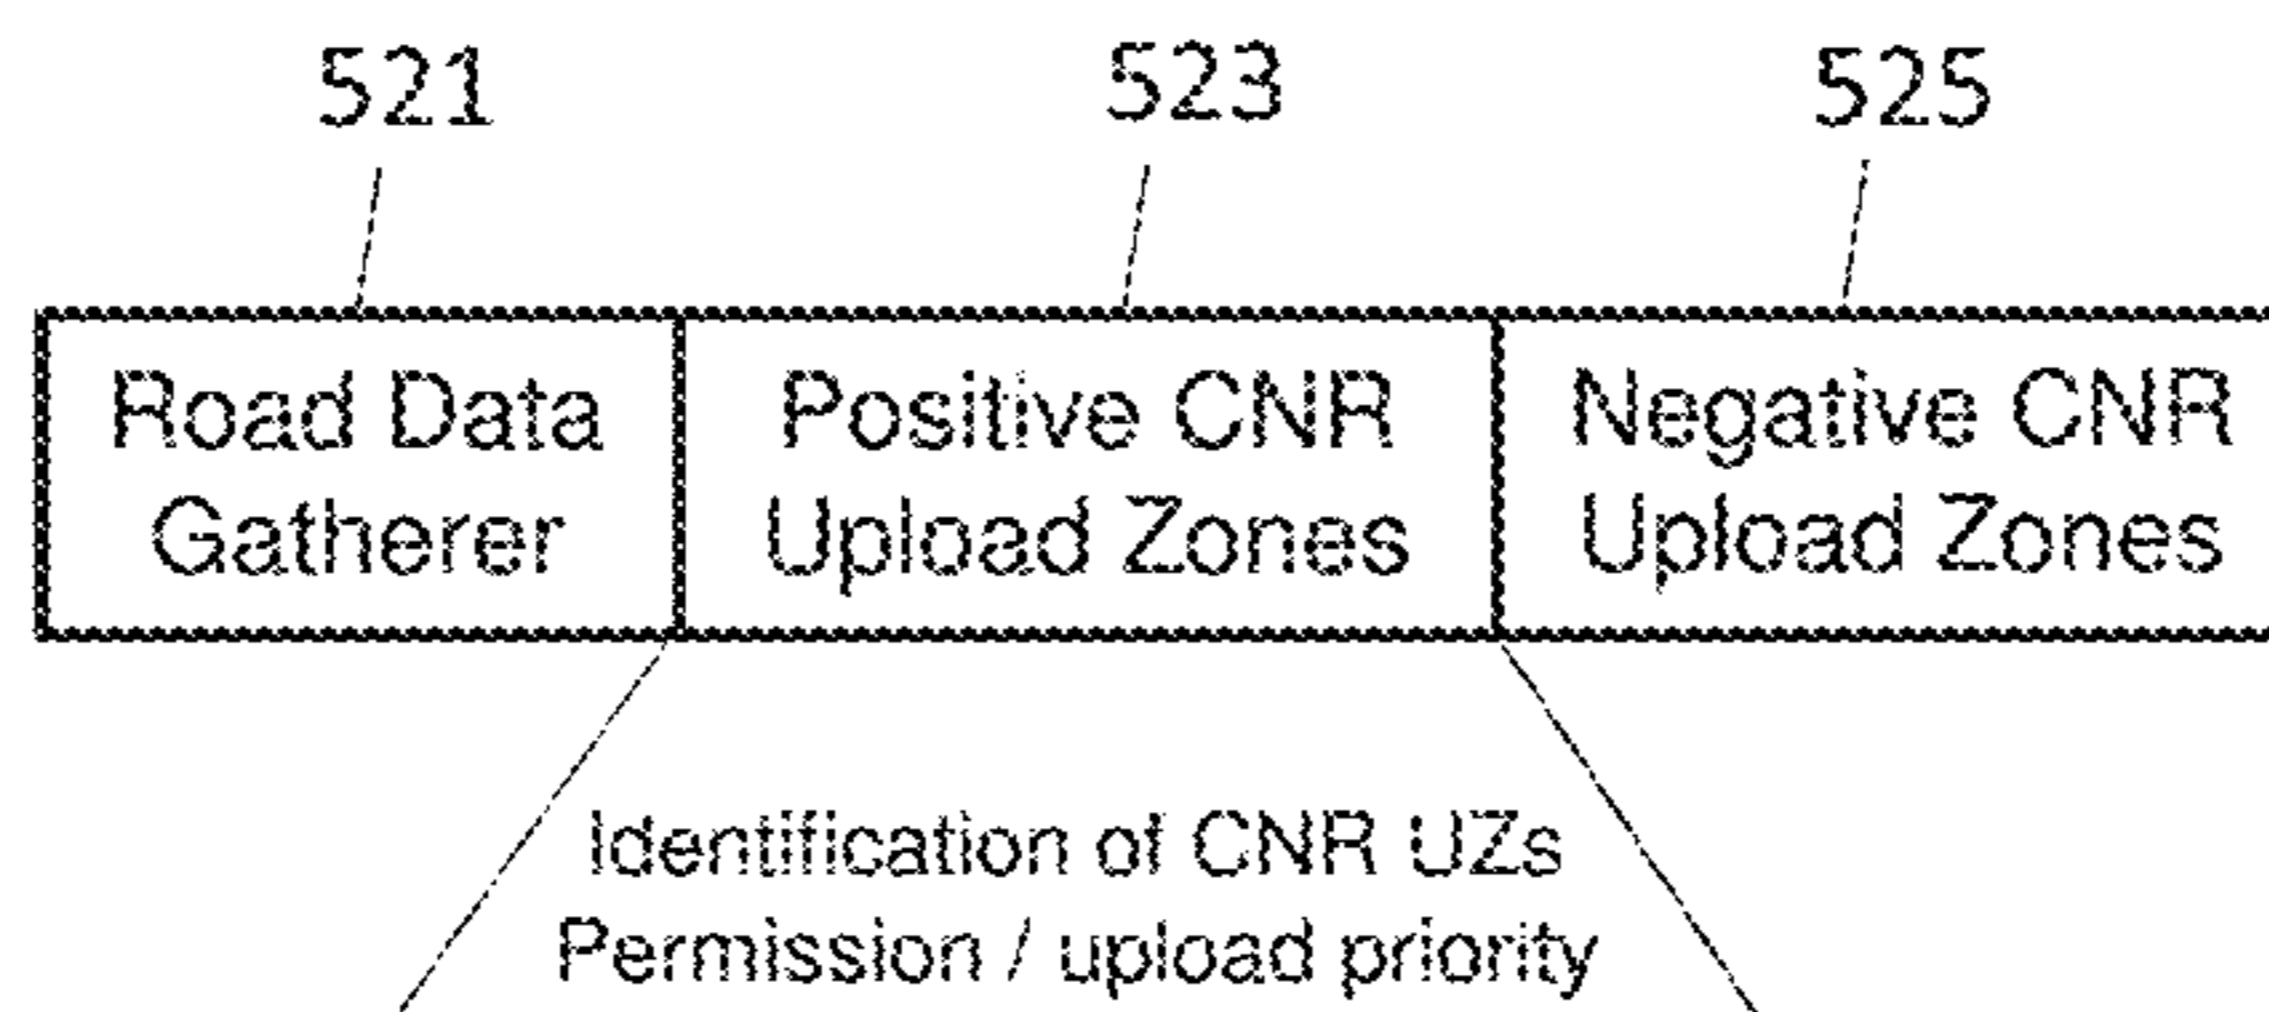 521 523 525
Road Data Positive CNR Negative CNR
Gatherer Upload Zones Upload Zones
Identification of CNR UZs
Permission / upload priority